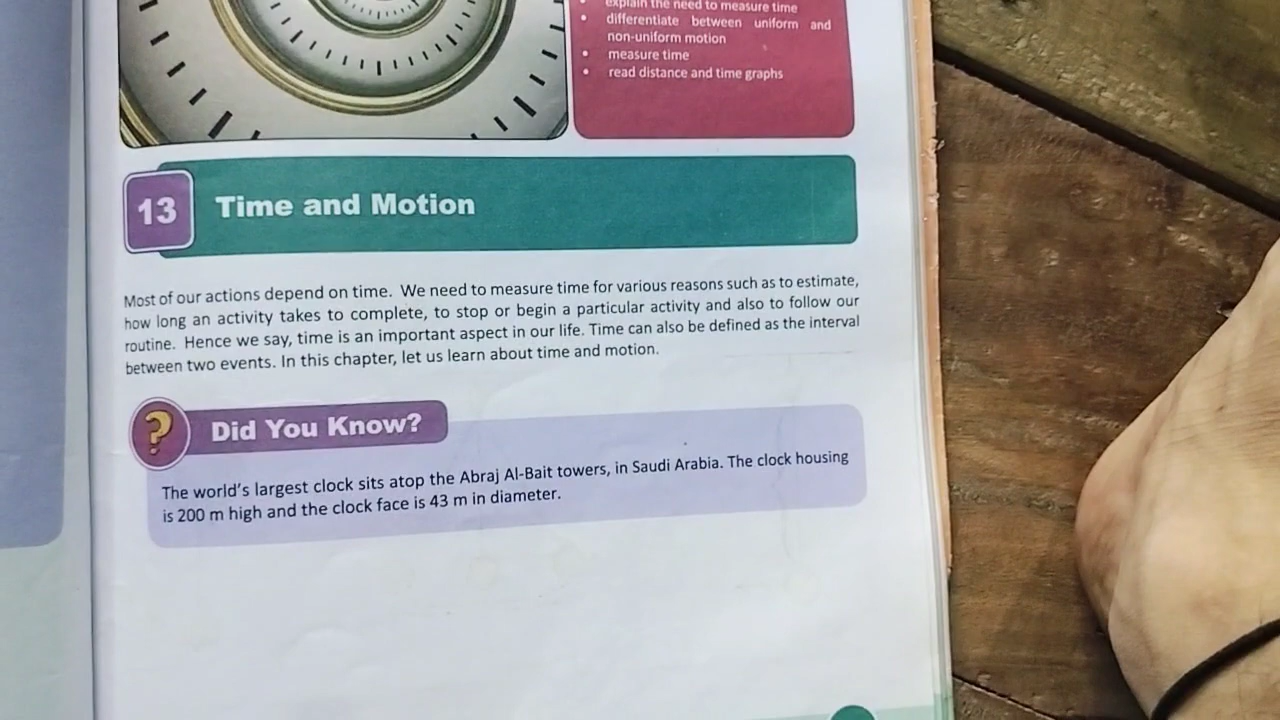 explain the need to measure time
• differentiate between uniform and
non-uniform motion
• measure time
• read distance and time graphs
13
Time and Motion
Most of our actions depend on time. We need to measure time for various reasons such as to estimate,
how long an activity takes to complete, to stop or begin a particular activity and also to follow our
routine. Hence we say, time is an important aspect in our life. Time can also be defined as the interval
between two events. In this chapter, let us learn about time and motion.
?
Did You Know?
The world's largest clock sits atop the Abraj Al-Bait towers, in Saudi Arabia. The clock housing
is 200 m high and the clock face is 43 m in diameter.